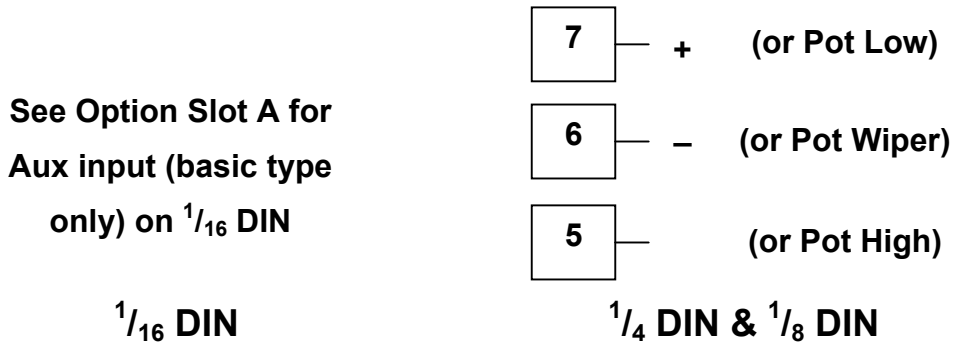 7 + (or Pot Low)
See Option Slot A for
Aux input (basic type
only) on 1/16 DIN
6 – (or Pot Wiper)
5 (or Pot High)
1/16 DIN
1/4 DIN & 1/8 DIN